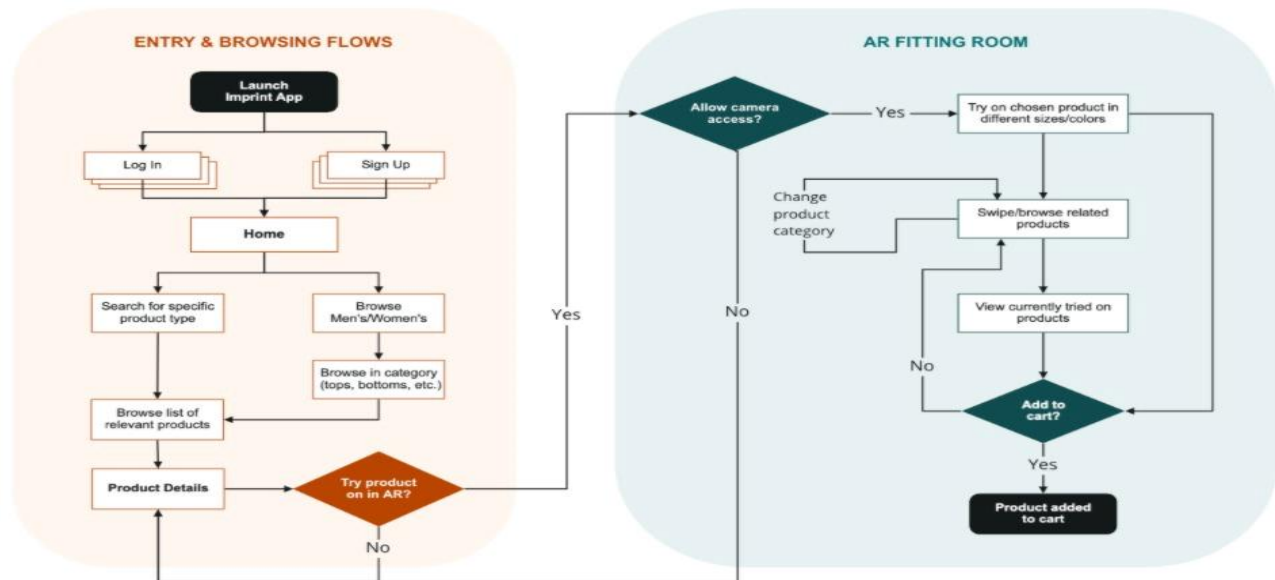 ENTRY & BROWSING FLOWS
Launch
Imprint App
Log In
Sign Up
Home
Search for specific
product type
Browse
Men's/Women's
Browse in category
(tops, bottoms, etc.)
Browse list of
relevant products
Product Details
Try product
on in AR?
No
Yes
AR FITTING ROOM
Allow camera
access?
Yes
No
Try on chosen product in
different sizes/colors
Change
product
category
Swipe/browse related
products
View currently tried on
products
No
Add to
cart?
Yes
Product added
to cart